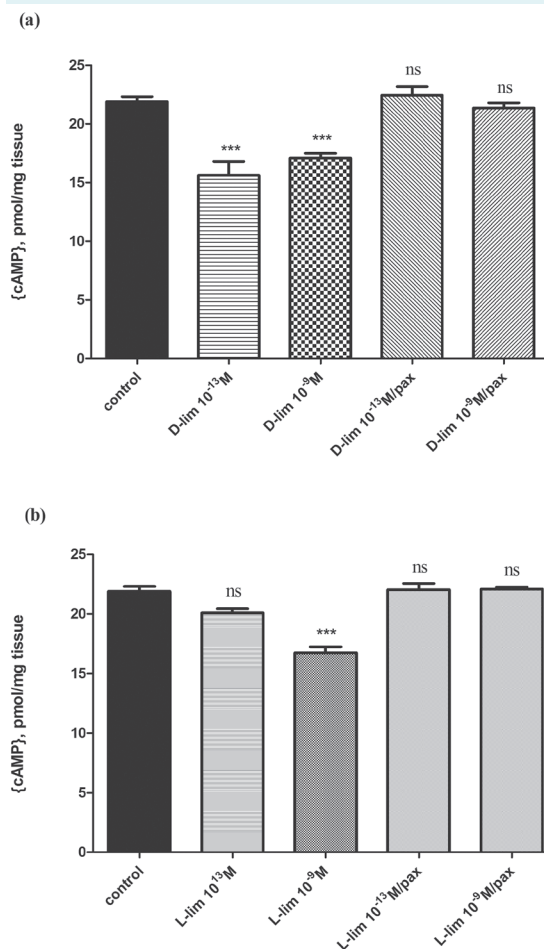 (a)
{cAMP}, pmol/mg tissue
25
20
15
10
5
0
***
***
ns
ns
control
D-lim 10⁻¹³M
D-lim 10⁻⁹M
D-lim 10⁻¹³M/pax
D-lim 10⁻⁹M/pax
(b)
{cAMP}, pmol/mg tissue
25
20
15
10
5
0
ns
***
ns
ns
control
L-lim 10¹³M
L-lim 10⁻⁹M
L-lim 10⁻¹³M/pax
L-lim 10⁻⁹M/pax